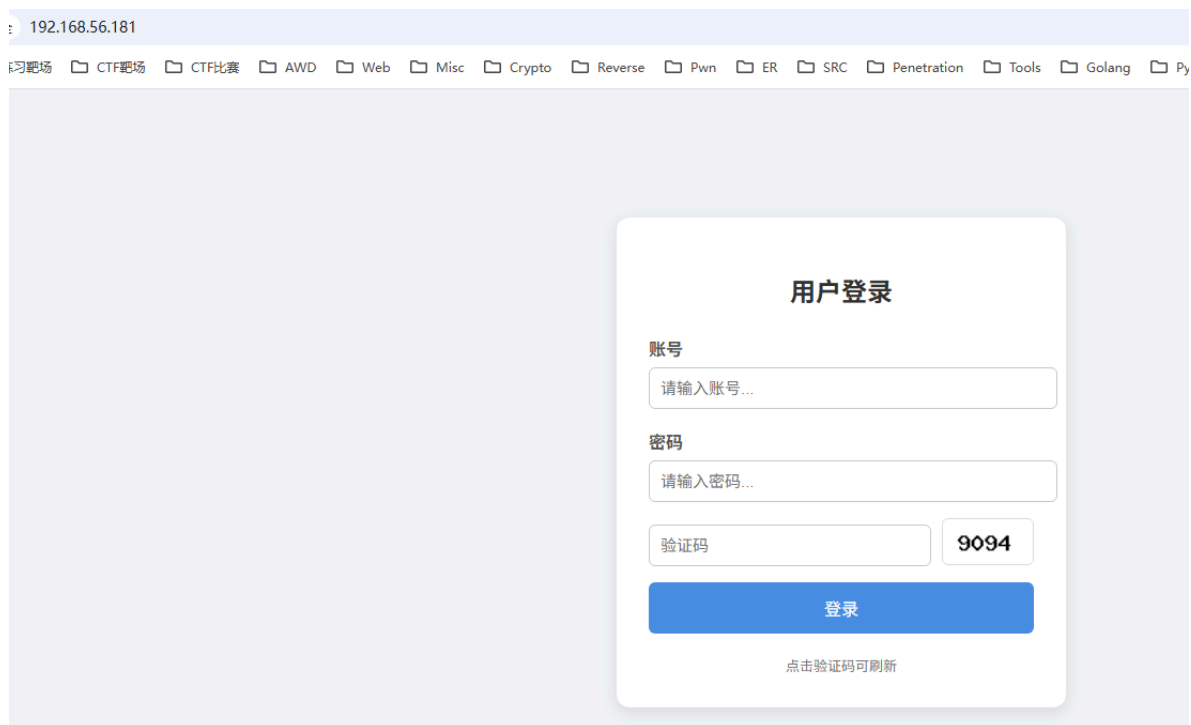 192.168.56.181
练习靶场 CTF靶场 CTF比赛 AWD Web Misc Crypto Reverse Pwn ER SRC Penetration Tools Golang Py
用户登录
账号
请输入账号...
密码
请输入密码...
验证码 9094
登录
点击验证码可刷新